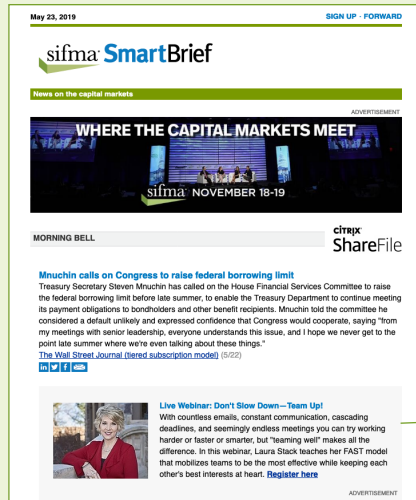 May 23, 2019
SIGN UP · FORWARD
sifma SmartBrief
News on the capital markets
ADVERTISEMENT
WHERE THE CAPITAL MARKETS MEET
sifma NOVEMBER 18-19
MORNING BELL
CITRIX
ShareFile
Mnuchin calls on Congress to raise federal borrowing limit
Treasury Secretary Steven Mnuchin has called on the House Financial Services Committee to raise
the federal borrowing limit before late summer, to enable the Treasury Department to continue meeting
its payment obligations to bondholders and other benefit recipients. Mnuchin told the committee he
considered a default unlikely and expressed confidence that Congress would cooperate, saying "from
my meetings with senior leadership, everyone understands this issue, and I hope we never get to the
point late summer where we're even talking about these things."
The Wall Street Journal (tiered subscription model) (5/22)
Live Webinar: Don't Slow Down—Team Up!
With countless emails, constant communication, cascading
deadlines, and seemingly endless meetings you can try working
harder or faster or smarter, but "teaming well" makes all the
difference. In this webinar, Laura Stack teaches her FAST model
that mobilizes teams to be the most effective while keeping each
other's best interests at heart. Register here
ADVERTISEMENT